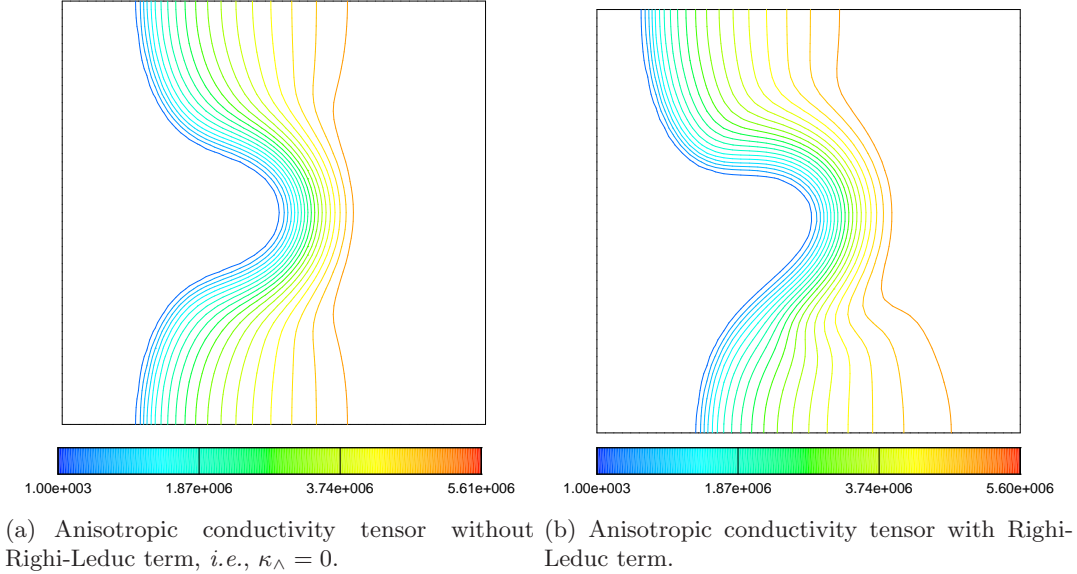 1.00e+003 1.87e+006 3.74e+006 5.61e+006
1.00e+003 1.87e+006 3.74e+006 5.60e+006
(a) Anisotropic conductivity tensor without
Righi-Leduc term, i.e., κ∧ = 0.
(b) Anisotropic conductivity tensor with Righi-
Leduc term.